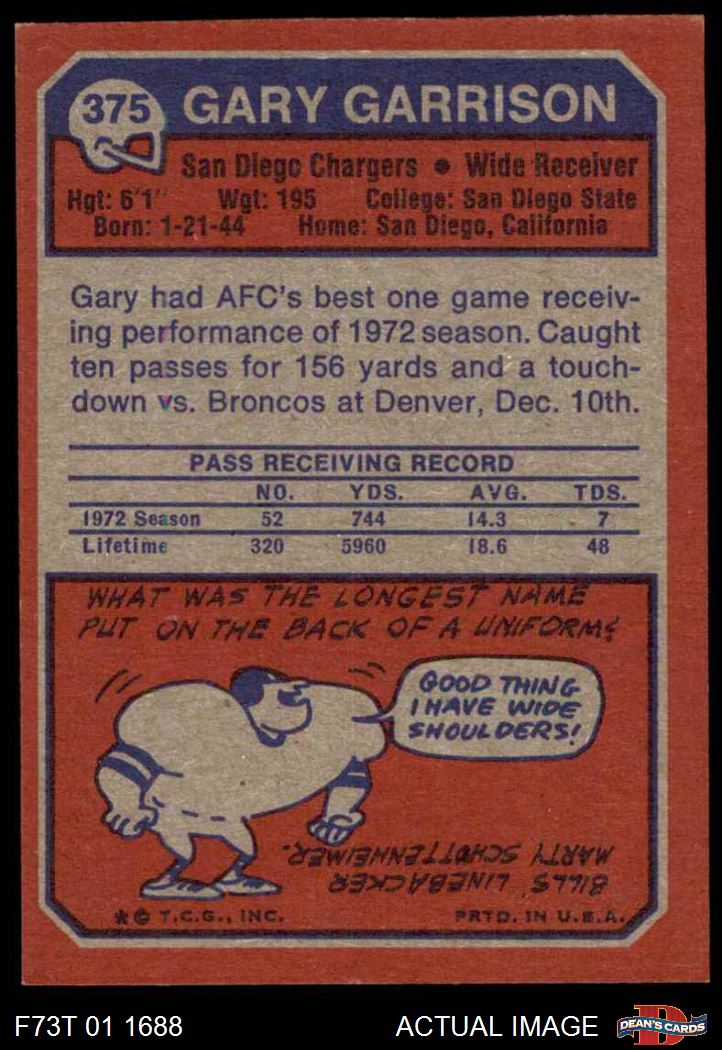 375 GARY GARRISON
San Diego Chargers • Wide Receiver
Hgt: 6'1" Wgt: 195 College: San Diego State
Born: 1-21-44 Home: San Diego, California
Gary had AFC's best one game receiv-
ing performance of 1972 season. Caught
ten passes for 156 yards and a touch-
down vs. Broncos at Denver, Dec. 10th.
PASS RECEIVING RECORD
NO. YDS. AVG. TDS.
1972 Season 52 744 14.3 7
Lifetime 320 5960 18.6 48
WHAT WAS THE LONGEST NAME
PUT ON THE BACK OF A UNIFORM?
GOOD THING
I HAVE WIDE
SHOULDERS!
BILLS' LINEBACKER
MARTY SCHOTTENHEIMER.
*© T.C.G., INC. PRTD. IN U.S.A.
F73T 01 1688 ACTUAL IMAGE D DEAN'S CARDS